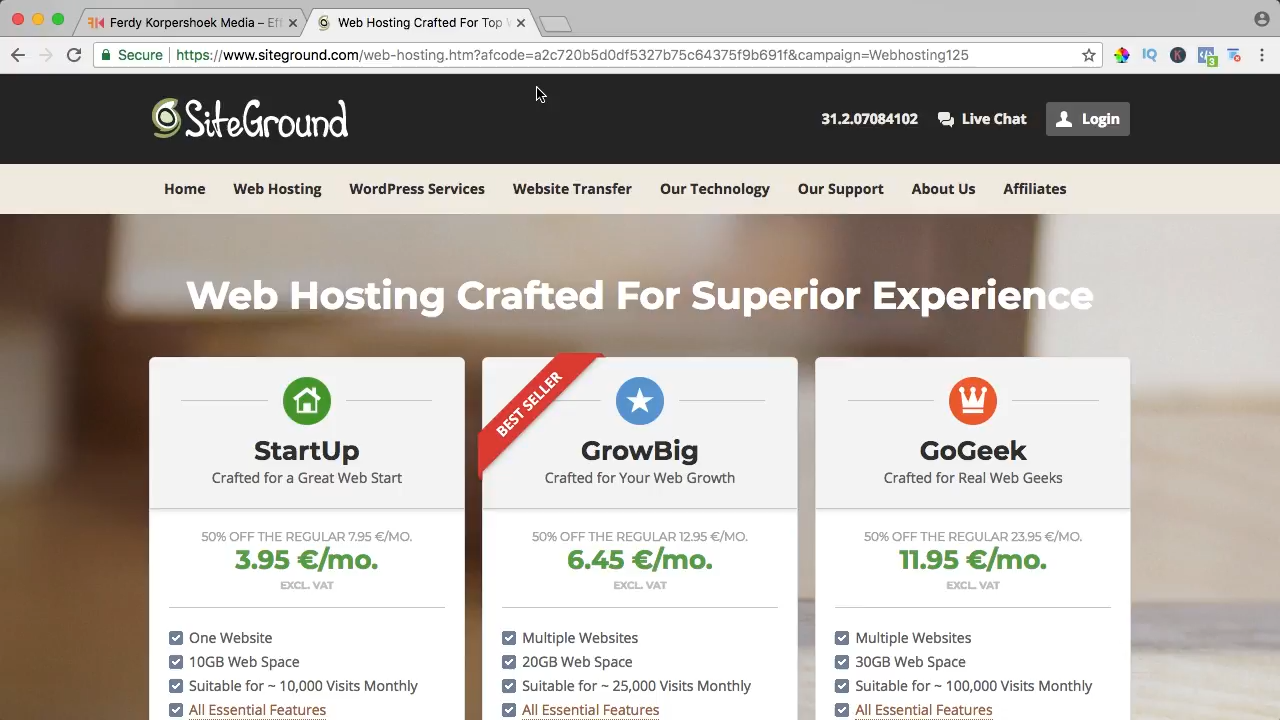 Ferdy Korpershoek Media – Eff
Web Hosting Crafted For Top W
Secure https://www.siteground.com/web-hosting.htm?afcode=a2c720b5d0df5327b75c64375f9b691f&campaign=Webhosting125
IQ
K
3
SiteGround
31.2.07084102 Live Chat Login
Home Web Hosting WordPress Services Website Transfer Our Technology Our Support About Us Affiliates
Web Hosting Crafted For Superior Experience
StartUp
Crafted for a Great Web Start
50% OFF THE REGULAR 7.95 €/MO.
3.95 €/mo.
EXCL. VAT
One Website
10GB Web Space
Suitable for ~ 10,000 Visits Monthly
All Essential Features
BEST SELLER
GrowBig
Crafted for Your Web Growth
50% OFF THE REGULAR 12.95 €/MO.
6.45 €/mo.
EXCL. VAT
Multiple Websites
20GB Web Space
Suitable for ~ 25,000 Visits Monthly
All Essential Features
GoGeek
Crafted for Real Web Geeks
50% OFF THE REGULAR 23.95 €/MO.
11.95 €/mo.
EXCL. VAT
Multiple Websites
30GB Web Space
Suitable for ~ 100,000 Visits Monthly
All Essential Features